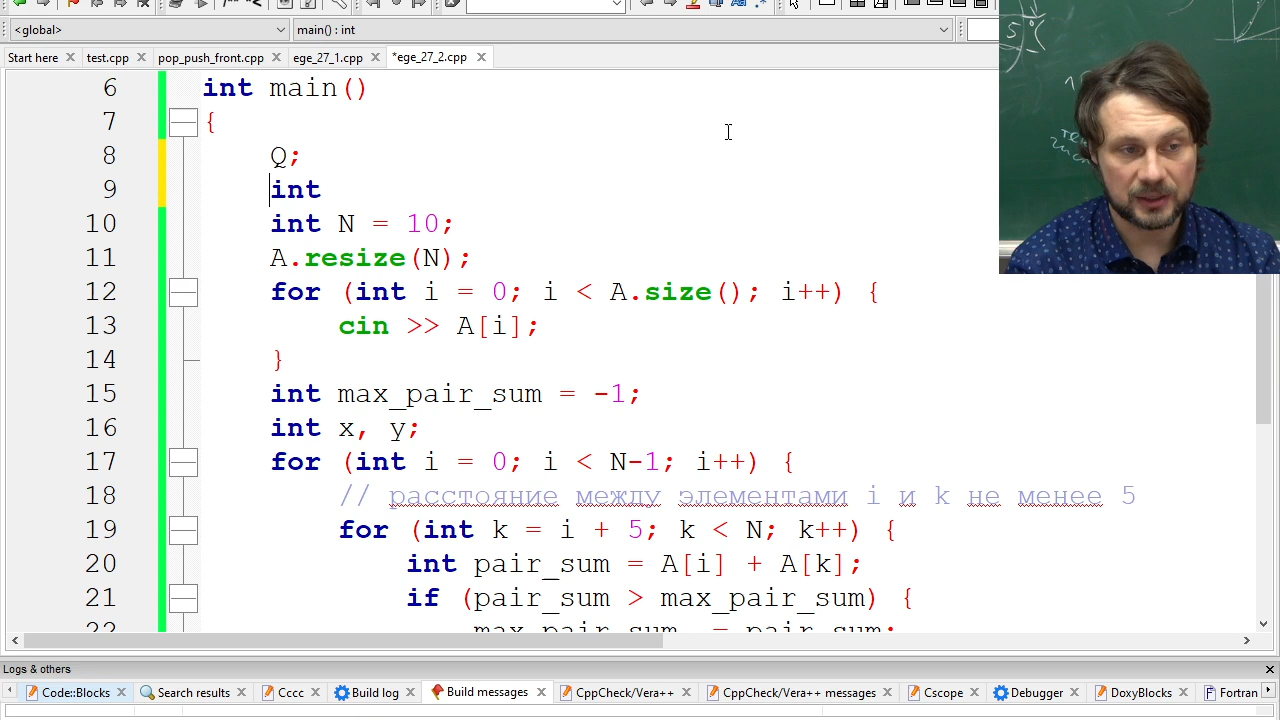 <global>
main() : int
Start here
test.cpp
pop_push_front.cpp
ege_27_1.cpp
*ege_27_2.cpp
6 int main()
7 {
8 Q;
9 int
10 int N = 10;
11 A.resize(N);
12 for (int i = 0; i < A.size(); i++) {
13 cin >> A[i];
14 }
15 int max_pair_sum = -1;
16 int x, y;
17 for (int i = 0; i < N-1; i++) {
18 // расстояние между элементами i и k не менее 5
19 for (int k = i + 5; k < N; k++) {
20 int pair_sum = A[i] + A[k];
21 if (pair_sum > max_pair_sum) {
22 max_pair_sum = pair_sum;
Logs & others
Code::Blocks
Search results
Cccc
Build log
Build messages
CppCheck/Vera++
CppCheck/Vera++ messages
Cscope
Debugger
DoxyBlocks
Fortran